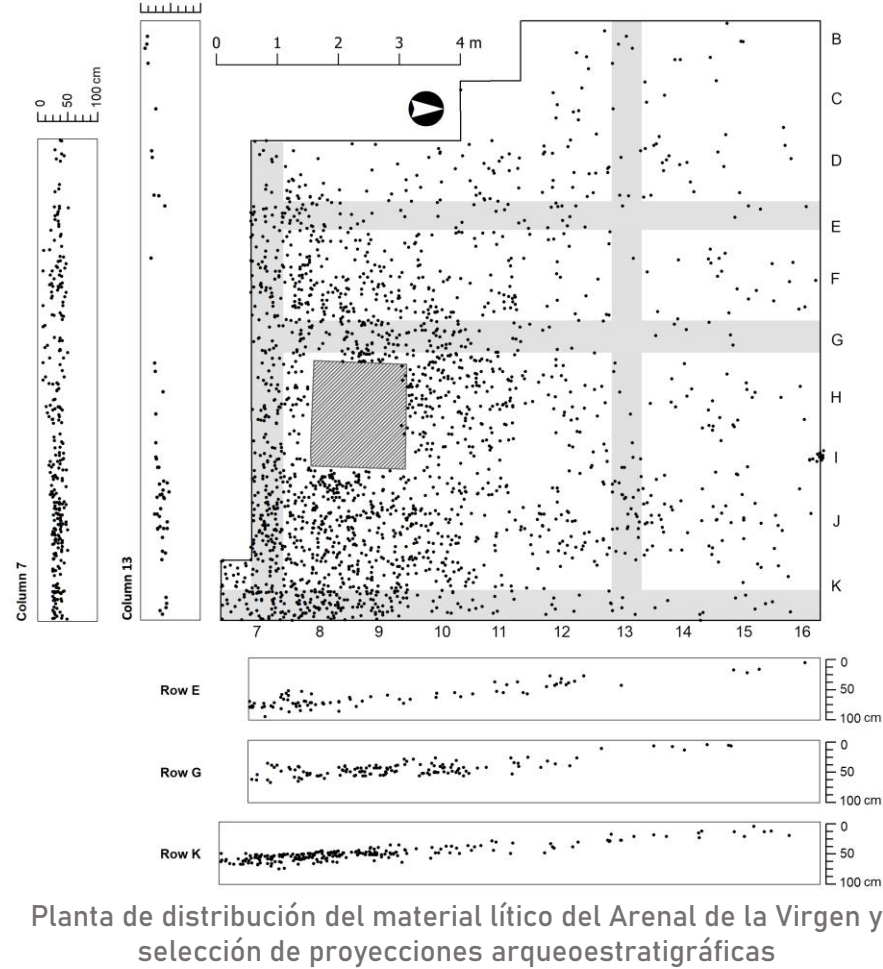 0 1 2 3 4 m
0 50 100 cm
B
C
D
E
F
G
H
I
J
K
Column 7
Column 13
7 8 9 10 11 12 13 14 15 16
Row E
0
50
100 cm
Row G
0
50
100 cm
Row K
0
50
100 cm
Planta de distribución del material lítico del Arenal de la Virgen y
selección de proyecciones arqueoestratigráficas